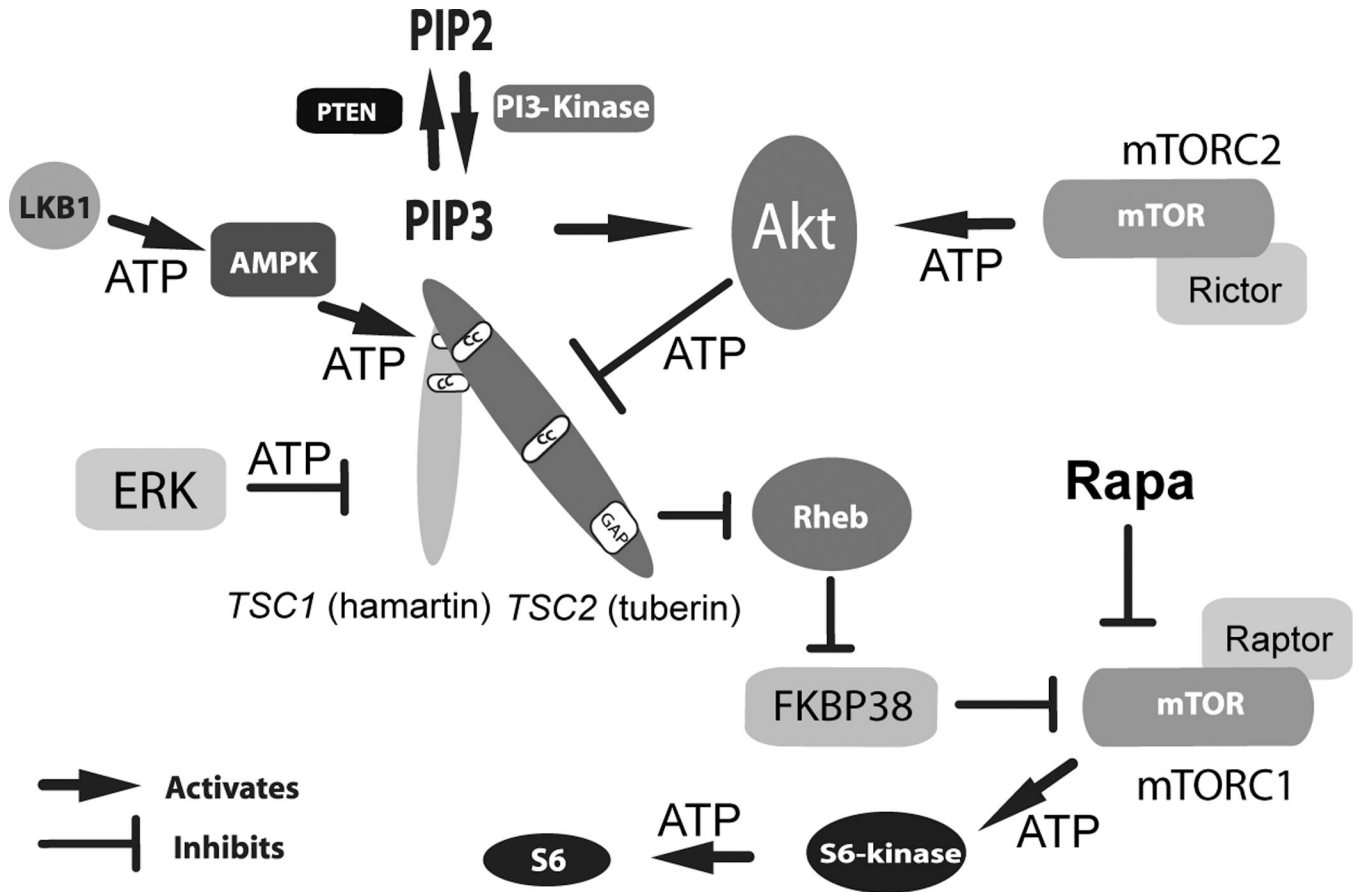 PIP2
PTEN
PI3-Kinase
LKB1
ATP
AMPK
PIP3
Akt
mTORC2
mTOR
ATP
Rictor
ATP
ATP
CC
CC
CC
ERK
ATP
GAP
Rheb
Rapa
TSC1 (hamartin) TSC2 (tuberin)
Raptor
FKBP38
mTOR
mTORC1
Activates
Inhibits
ATP
S6-kinase
ATP
S6